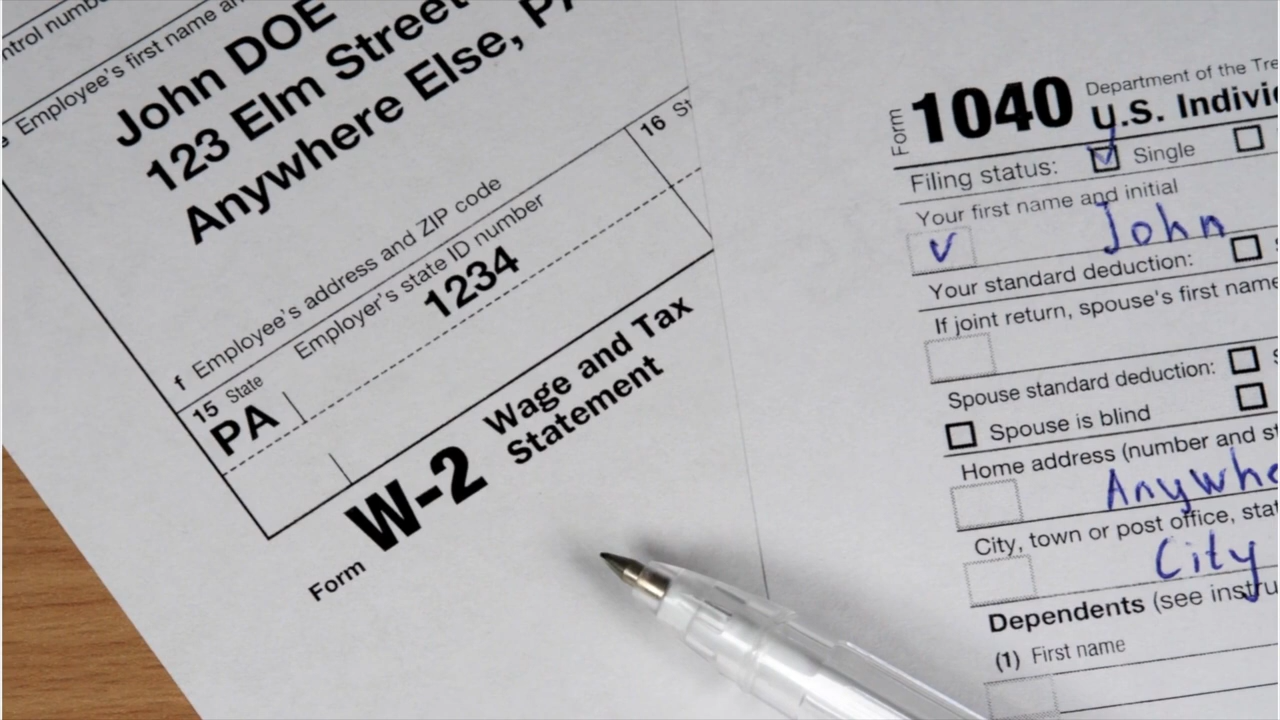 ntrol numb
Employee's first name an
John DOE
123 Elm Street
Anywhere Else, PA
f Employee's address and ZIP code
15 State
Employer's state ID number
16 St
PA
1234
Form W-2 Wage and Tax
Statement
Form 1040 Department of the Tre
U.S. Indivi
Filing status: Single
Your first name and initial
v John
Your standard deduction:
If joint return, spouse's first name
Spouse standard deduction:
Spouse is blind
Home address (number and st
Anywhe
City, town or post office, stat
City
Dependents (see instru
(1) First name